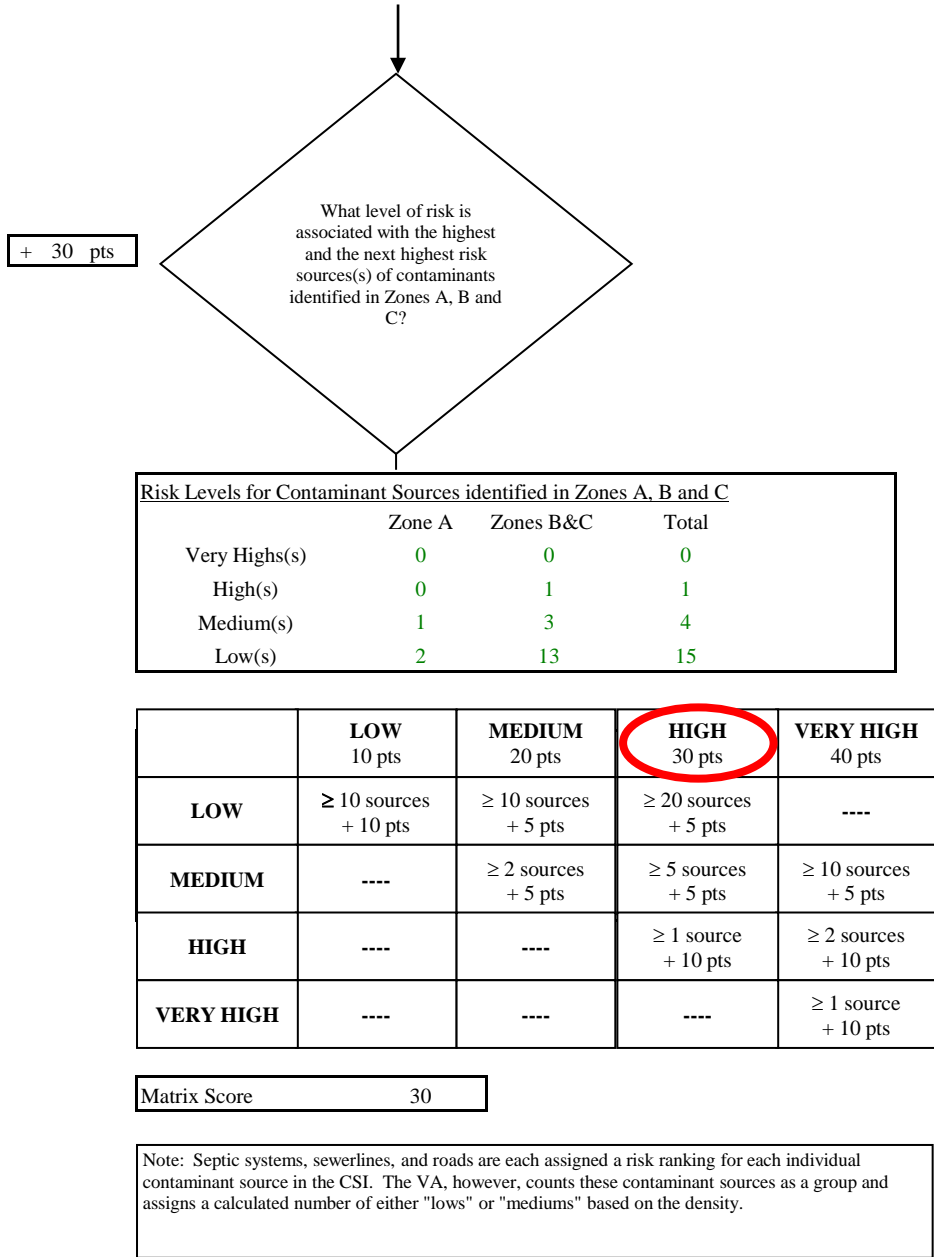 What level of risk is
associated with the highest
and the next highest risk
sources(s) of contaminants
identified in Zones A, B and
C?
+ 30 pts
Risk Levels for Contaminant Sources identified in Zones A, B and C
Zone A Zones B&C Total
Very Highs(s) 0 0 0
High(s) 0 1 1
Medium(s) 1 3 4
Low(s) 2 13 15
LOW MEDIUM HIGH VERY HIGH
10 pts 20 pts 30 pts 40 pts
LOW ≥ 10 sources ≥ 10 sources ≥ 20 sources ----
+ 10 pts + 5 pts + 5 pts
MEDIUM ---- ≥ 2 sources ≥ 5 sources ≥ 10 sources
+ 5 pts + 5 pts + 5 pts
HIGH ---- ---- ≥ 1 source ≥ 2 sources
+ 10 pts + 10 pts
VERY HIGH ---- ---- ---- ≥ 1 source
+ 10 pts
Matrix Score 30
Note: Septic systems, sewerlines, and roads are each assigned a risk ranking for each individual
contaminant source in the CSI. The VA, however, counts these contaminant sources as a group and
assigns a calculated number of either "lows" or "mediums" based on the density.